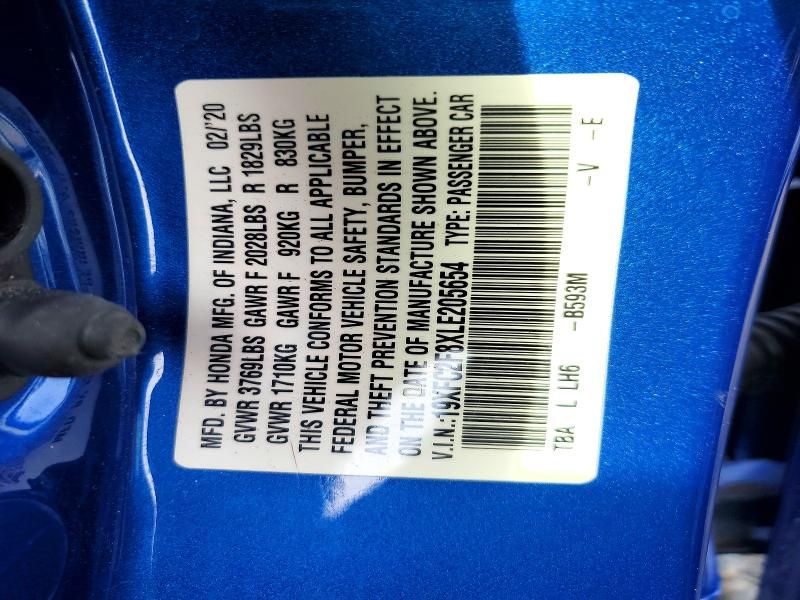 MFD. BY HONDA MFG. OF INDIANA, LLC 02/'20
GVWR 3769LBS GAWR F 2028LBS R 1829LBS
GVWR 1710KG GAWR F 920KG R 830KG
THIS VEHICLE CONFORMS TO ALL APPLICABLE
FEDERAL MOTOR VEHICLE SAFETY, BUMPER,
AND THEFT PREVENTION STANDARDS IN EFFECT
ON THE DATE OF MANUFACTURE SHOWN ABOVE.
V.I.N.:19XFC2F8XLE205654 TYPE: PASSENGER CAR
TBA L LH6 -B593M -V -E